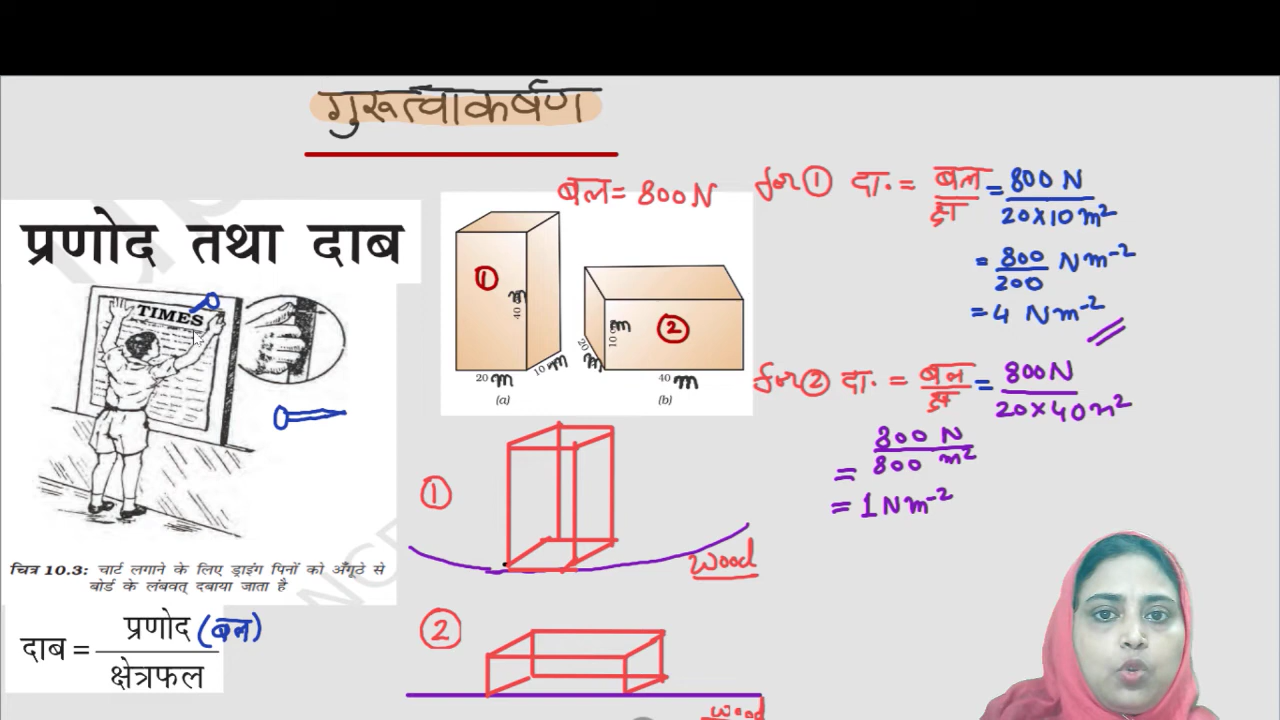 गुरुत्वाकर्षण
प्रणोद तथा दाब
TIMES
चित्र 10.3: चार्ट लगाने के लिए ड्राइंग पिनों को अँगूठे से
बोर्ड के लंबवत् दबाया जाता है
दाब = प्रणोद (बल)
क्षेत्रफल
बल = 800 N
1
40 m
20 m
10 m
(a)
2
10 m
20 m
40 m
(b)
1
wood
2
wood
for 1 दा. = बल = 800 N
क्षे 20×10 m²
= 800 N m⁻²
200
= 4 N m⁻²
for 2 दा. = बल = 800 N
क्षे 20×40 m²
= 800 N
800 m²
= 1 N m⁻²